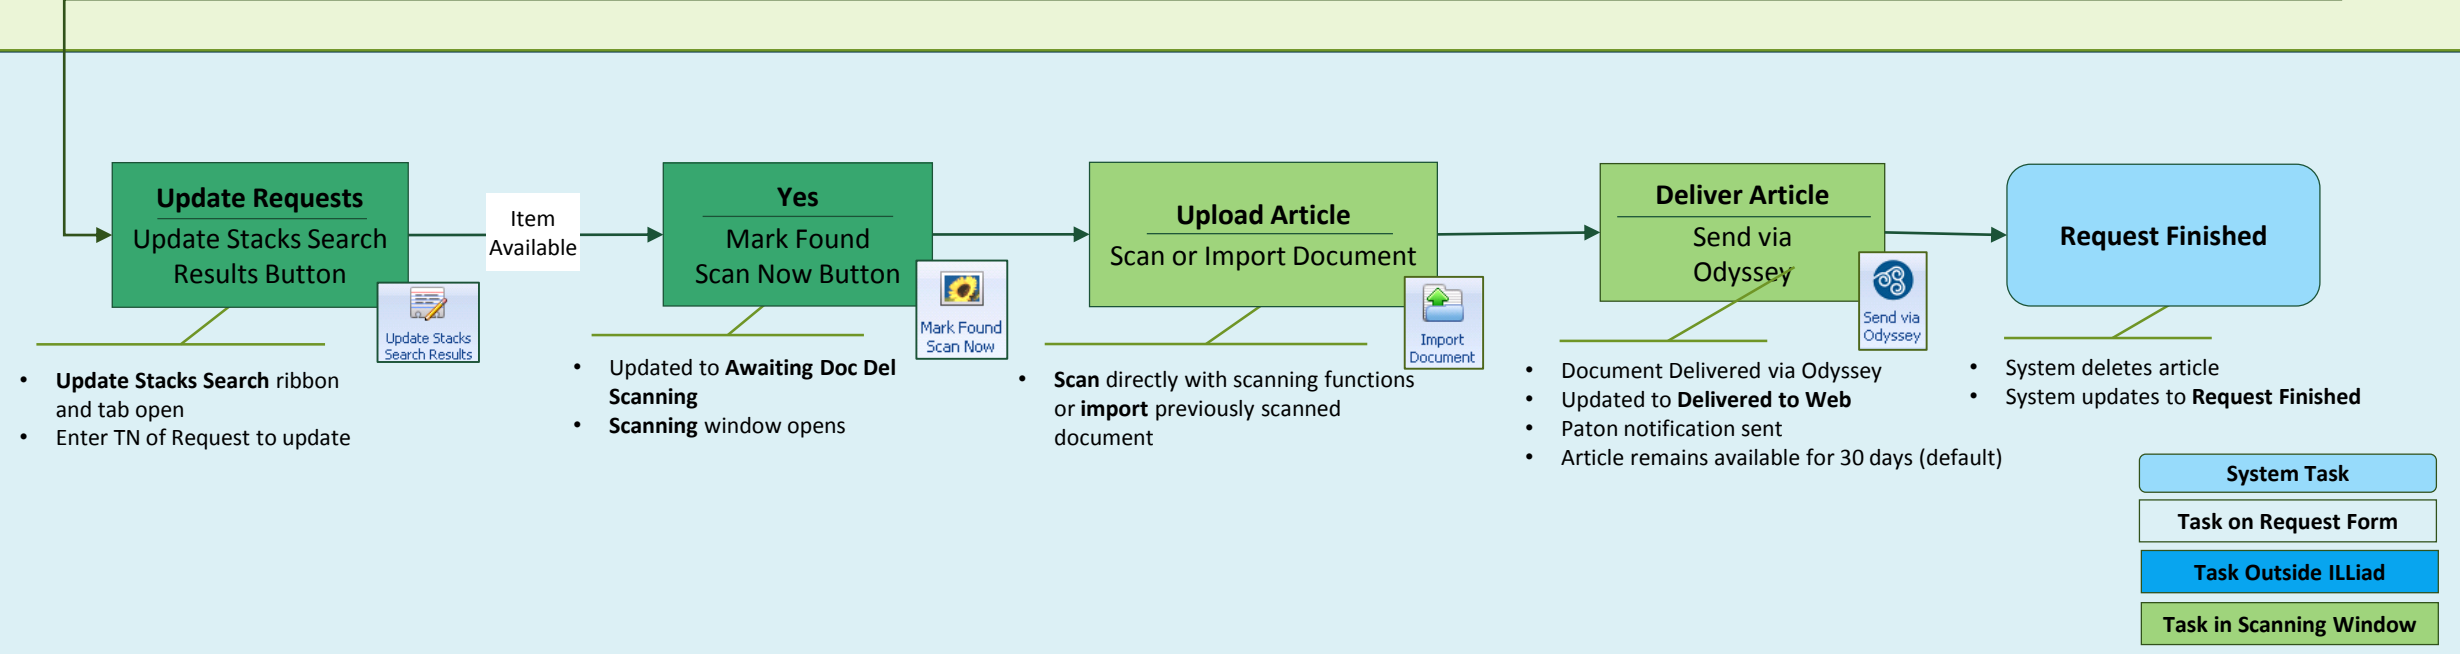 Update Requests
Update Stacks Search
Results Button
Update Stacks
Search Results
• Update Stacks Search ribbon
and tab open
• Enter TN of Request to update
Item
Available
Yes
Mark Found
Scan Now Button
Mark Found
Scan Now
• Updated to Awaiting Doc Del
Scanning
• Scanning window opens
Upload Article
Scan or Import Document
Import
Document
• Scan directly with scanning functions
or import previously scanned
document
Deliver Article
Send via
Odyssey
Send via
Odyssey
• Document Delivered via Odyssey
• Updated to Delivered to Web
• Paton notification sent
• Article remains available for 30 days (default)
Request Finished
• System deletes article
• System updates to Request Finished
System Task
Task on Request Form
Task Outside ILLiad
Task in Scanning Window